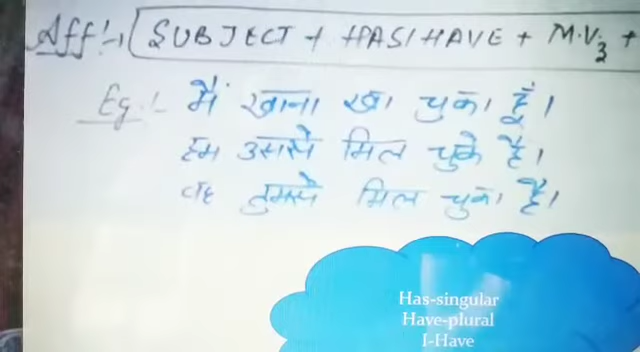 Aff:→ SUBJECT + HAS/HAVE + M.V3 +
Eg:- मैं खाना खा चुका हूं।
हम उससे मिल चुके है।
वह तुमसे मिल चुका है।
Has-singular
Have-plural
I-Have